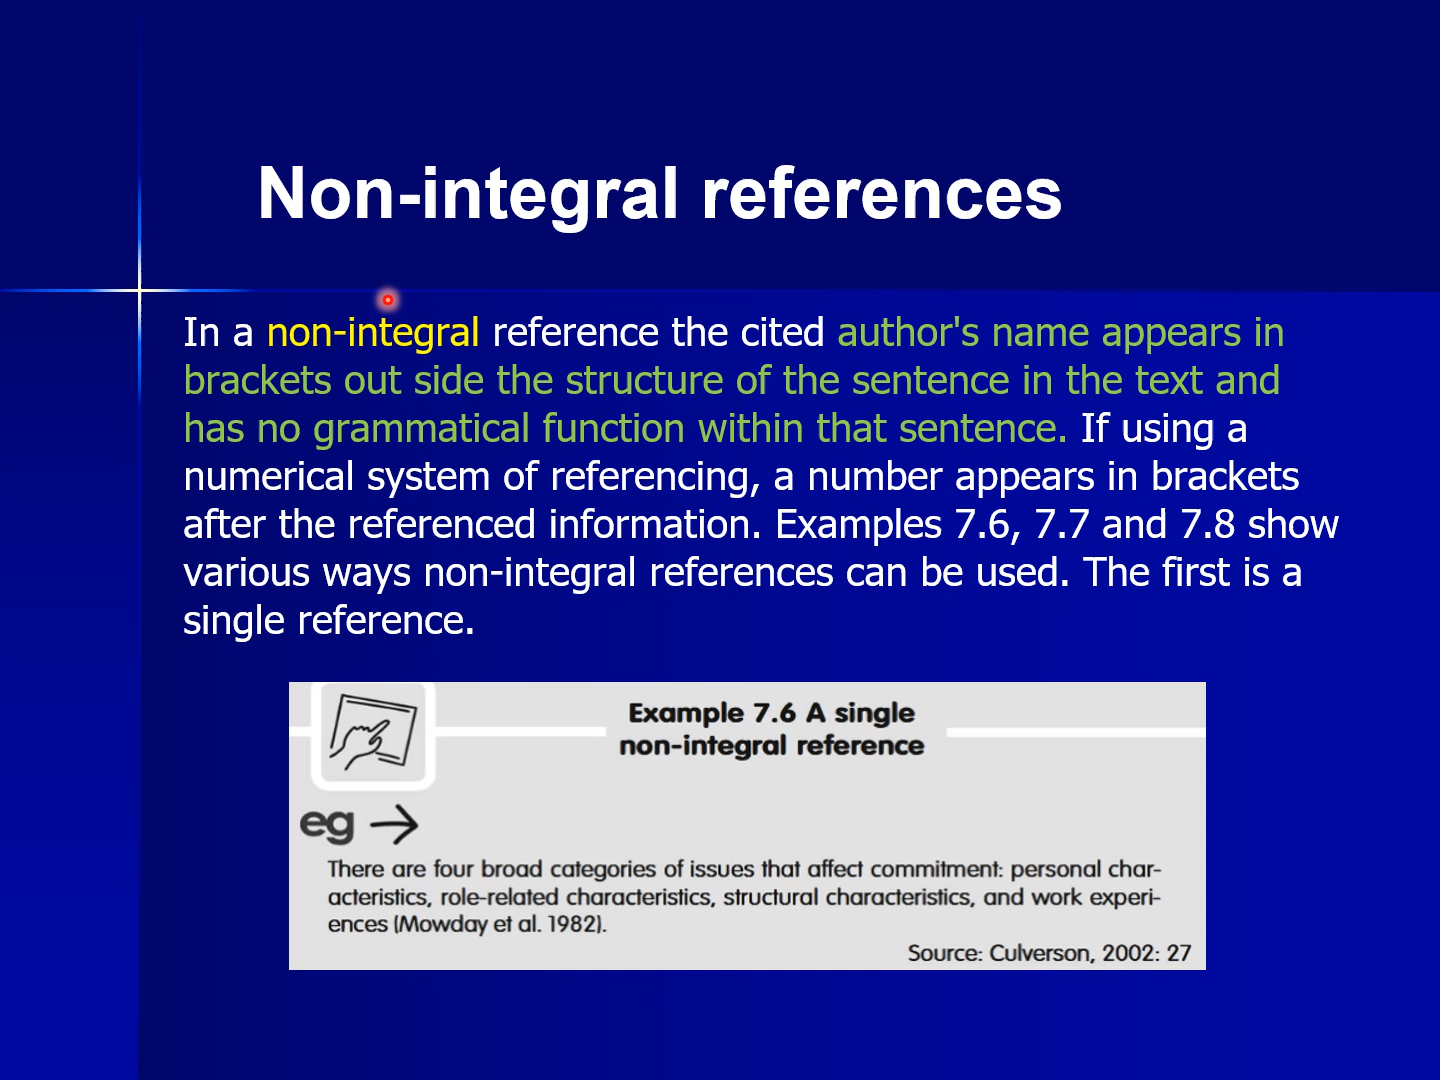 Non-integral references
In a non-integral reference the cited author's name appears in
brackets out side the structure of the sentence in the text and
has no grammatical function within that sentence. If using a
numerical system of referencing, a number appears in brackets
after the referenced information. Examples 7.6, 7.7 and 7.8 show
various ways non-integral references can be used. The first is a
single reference.
Example 7.6 A single
non-integral reference
eg
There are four broad categories of issues that affect commitment: personal char-
acteristics, role-related characteristics, structural characteristics, and work experi-
ences (Mowday et al. 1982).
Source: Culverson, 2002: 27